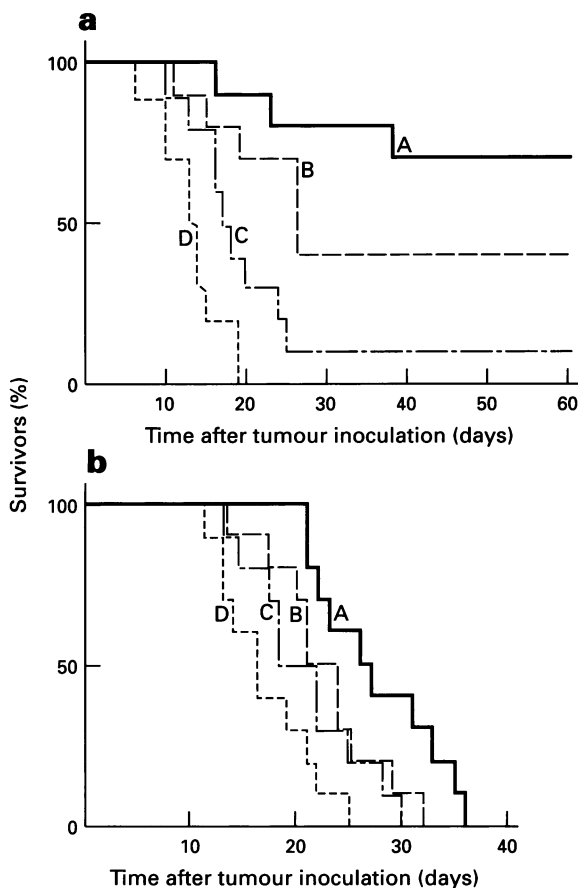 a
100
50
0
A
B
C
D
10 20 30 40 50 60
Time after tumour inoculation (days)
Survivors (%)
b
100
50
0
D C B A
10 20 30 40
Time after tumour inoculation (days)